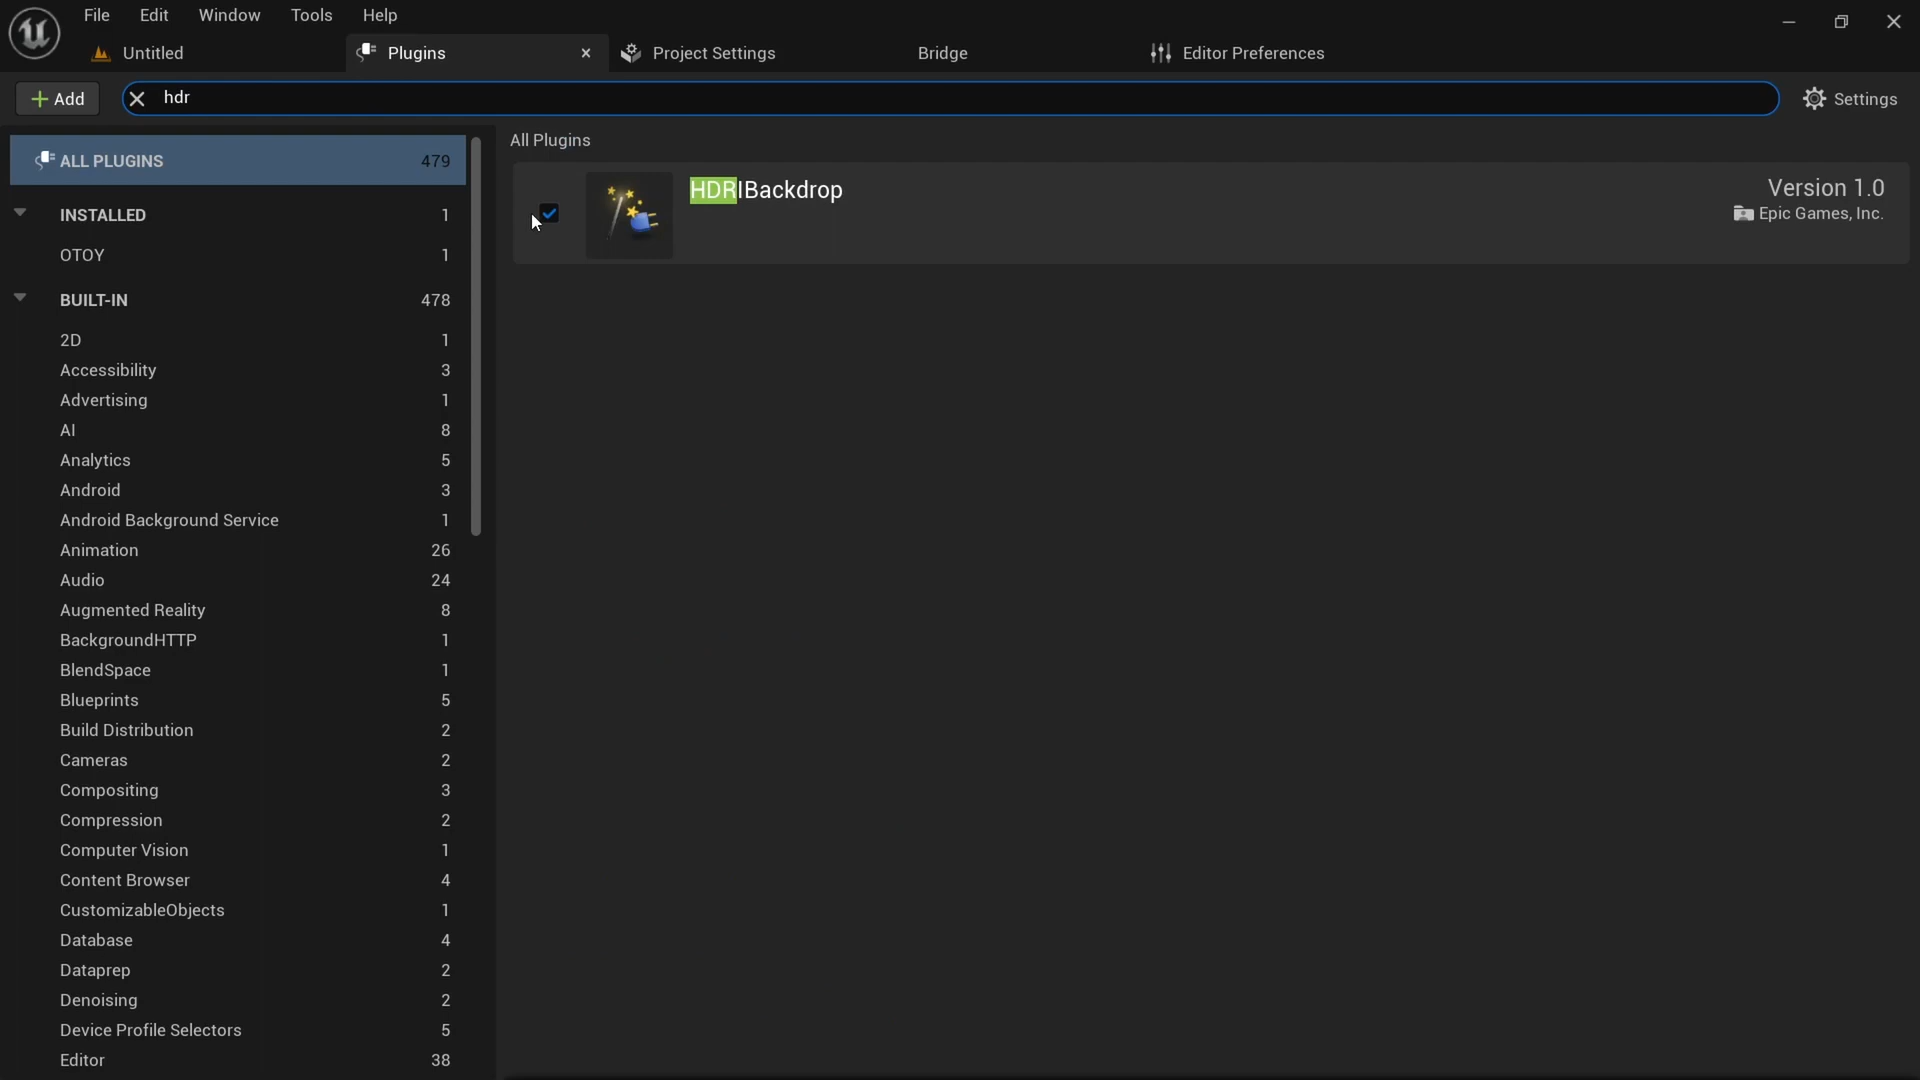 File Edit Window Tools Help
Untitled Plugins Project Settings Bridge Editor Preferences
Add hdr Settings
ALL PLUGINS 479
INSTALLED 1
OTOY 1
BUILT-IN 478
2D 1
Accessibility 3
Advertising 1
AI 8
Analytics 5
Android 3
Android Background Service 1
Animation 26
Audio 24
Augmented Reality 8
BackgroundHTTP 1
BlendSpace 1
Blueprints 5
Build Distribution 2
Cameras 2
Compositing 3
Compression 2
Computer Vision 1
Content Browser 4
CustomizableObjects 1
Database 4
Dataprep 2
Denoising 2
Device Profile Selectors 5
Editor 38
All Plugins
HDRIBackdrop
Version 1.0
Epic Games, Inc.